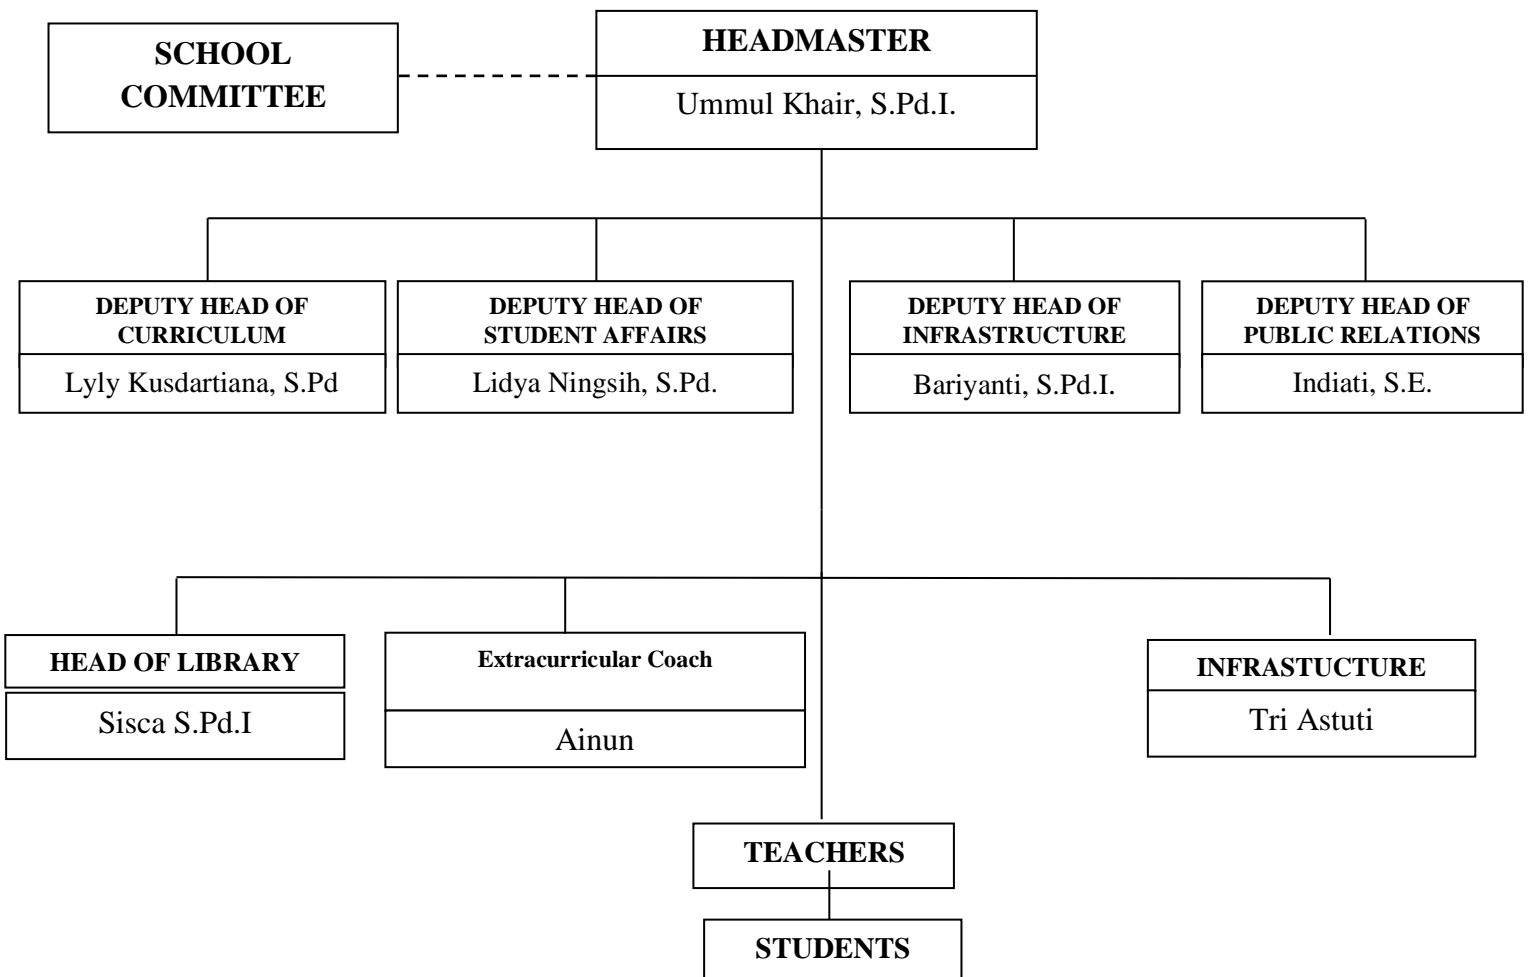 SCHOOL
COMMITTEE
HEADMASTER
Ummul Khair, S.Pd.I.
DEPUTY HEAD OF
CURRICULUM
Lyly Kusdartiana, S.Pd
DEPUTY HEAD OF
STUDENT AFFAIRS
Lidya Ningsih, S.Pd.
DEPUTY HEAD OF
INFRASTRUCTURE
Bariyanti, S.Pd.I.
DEPUTY HEAD OF
PUBLIC RELATIONS
Indiati, S.E.
HEAD OF LIBRARY
Sisca S.Pd.I
Extracurricular Coach
Ainun
INFRASTUCTURE
Tri Astuti
TEACHERS
STUDENTS